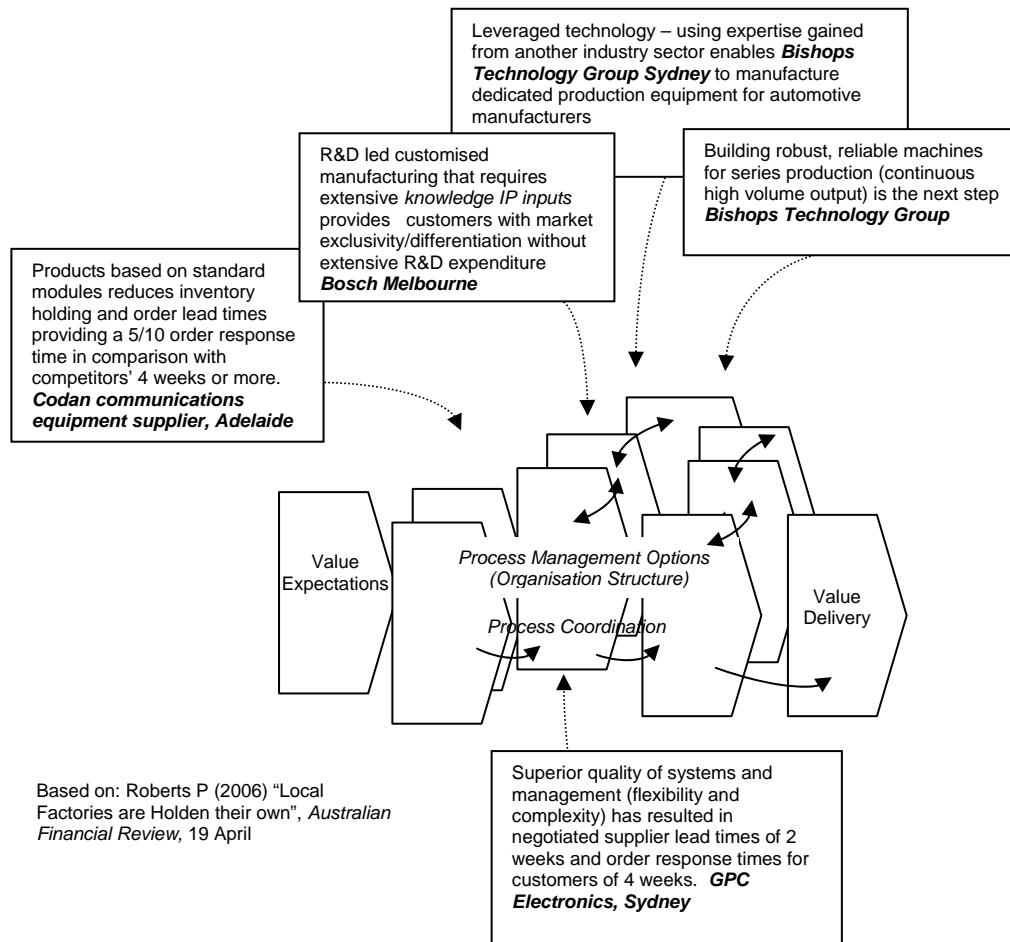 Leveraged technology – using expertise gained
from another industry sector enables Bishops
Technology Group Sydney to manufacture
dedicated production equipment for automotive
manufacturers
R&D led customised
manufacturing that requires
extensive knowledge IP inputs
provides customers with market
exclusivity/differentiation without
extensive R&D expenditure
Bosch Melbourne
Building robust, reliable machines
for series production (continuous
high volume output) is the next step
Bishops Technology Group
Products based on standard
modules reduces inventory
holding and order lead times
providing a 5/10 order response
time in comparison with
competitors' 4 weeks or more.
Codan communications
equipment supplier, Adelaide
Value
Expectations
Process Management Options
(Organisation Structure)
Process Coordination
Value
Delivery
Superior quality of systems and
management (flexibility and
complexity) has resulted in
negotiated supplier lead times of 2
weeks and order response times for
customers of 4 weeks. GPC
Electronics, Sydney
Based on: Roberts P (2006) “Local
Factories are Holden their own”, Australian
Financial Review, 19 April